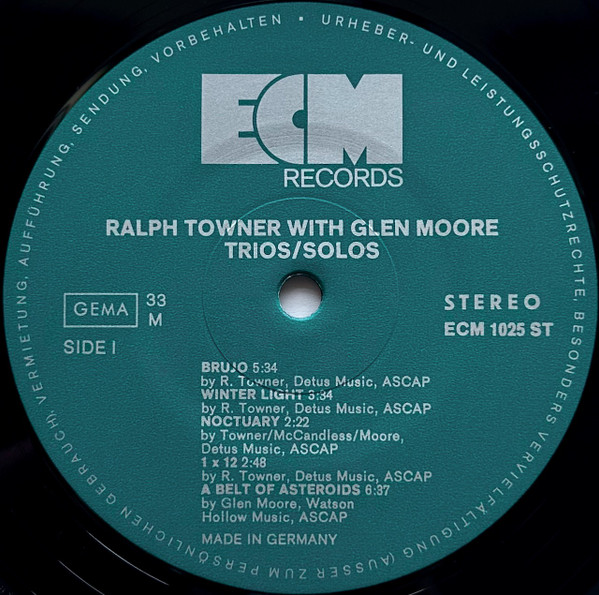 URHEBER- UND LEISTUNGSSCHUTZRECHTE, BESONDERS VERVIELFÄLTIGUNG (AUSSER ZUM PERSÖNLICHEN GEBRAUCH), VERMIETUNG, AUFFÜHRUNG, SENDUNG, VORBEHALTEN •
ECM
RECORDS
RALPH TOWNER WITH GLEN MOORE
TRIOS/SOLOS
GEMA
33
M
SIDE I
STEREO
ECM 1025 ST
BRUJO 5:34
by R. Towner, Detus Music, ASCAP
WINTER LIGHT 3:34
by R. Towner, Detus Music, ASCAP
NOCTUARY 2:22
by Towner/McCandless/Moore,
Detus Music, ASCAP
1 x 12 2:48
by R. Towner, Detus Music, ASCAP
A BELT OF ASTEROIDS 6:37
by Glen Moore, Watson
Hollow Music, ASCAP
MADE IN GERMANY